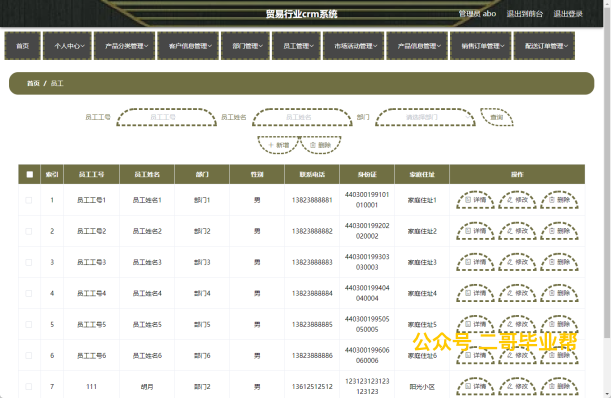 贸易行业crm系统
管理员 abo 退出到前台 退出登录
首页 个人中心 产品分类管理 客户信息管理 部门管理 员工管理 市场活动管理 产品信息管理 销售订单管理 配送订单管理
首页 / 员工
员工工号 员工工号 员工姓名 员工姓名 部门 请选择部门 查询
+ 新增 删除
索引 员工工号 员工姓名 部门 性别 联系电话 身份证 家庭住址 操作
1 员工工号1 员工姓名1 部门1 男 13823888881 440300199101010001 家庭住址1 详情 修改 删除
2 员工工号2 员工姓名2 部门2 男 13823888882 440300199202020002 家庭住址2 详情 修改 删除
3 员工工号3 员工姓名3 部门3 男 13823888883 440300199303030003 家庭住址3 详情 修改 删除
4 员工工号4 员工姓名4 部门4 男 13823888884 440300199404040004 家庭住址4 详情 修改 删除
5 员工工号5 员工姓名5 部门5 男 13823888885 440300199505050005 家庭住址5 详情 修改 删除
6 员工工号6 员工姓名6 部门6 男 13823888886 440300199606060006 家庭住址6 详情 修改 删除
公众号 二哥毕业帮
7 111 胡月 部门2 男 13612512512 123123123123123123 阳光小区 详情 修改 删除